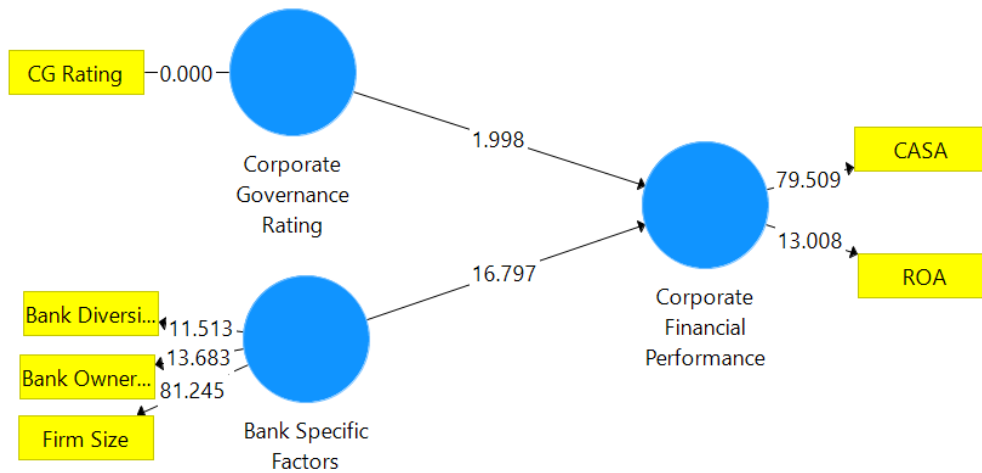 CG Rating
0.000
Corporate
Governance
Rating
1.998
CASA
79.509
13.008
ROA
Corporate
Financial
Performance
16.797
Bank Diversi...
11.513
Bank Owner...
13.683
Firm Size
81.245
Bank Specific
Factors